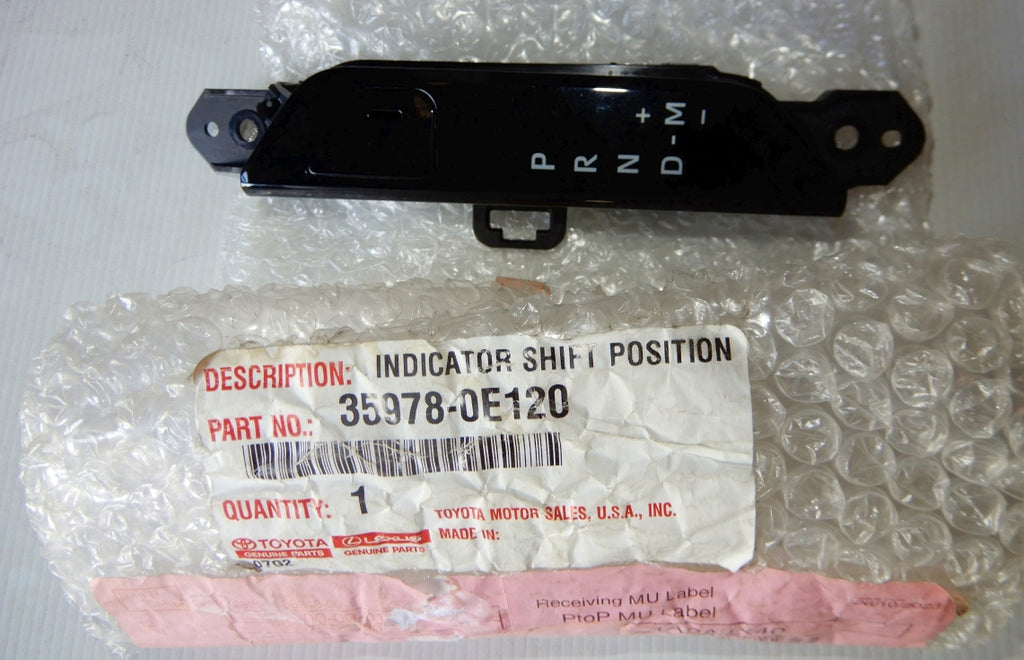 +
D - M
–
N
R
P
DESCRIPTION: INDICATOR SHIFT POSITION
PART NO.: 35978-0E120
QUANTITY: 1
TOYOTA MOTOR SALES, U.S.A., INC.
MADE IN:
TOYOTA
GENUINE PARTS
LEXUS
GENUINE PARTS
07G2
Receiving MU Label
PtoP MU Label